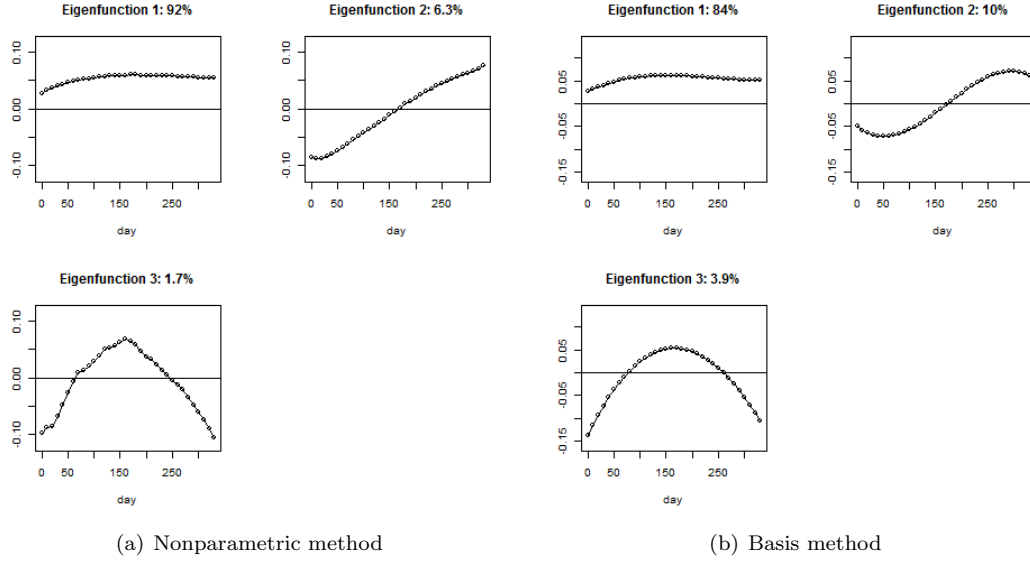 Eigenfunction 1: 92%
0.10
0.00
-0.10
0 50 150 250
day
Eigenfunction 2: 6.3%
0.10
0.00
-0.10
0 50 150 250
day
Eigenfunction 3: 1.7%
0.10
0.00
-0.10
0 50 150 250
day
(a) Nonparametric method
Eigenfunction 1: 84%
0.05
-0.05
-0.15
0 50 150 250
day
Eigenfunction 2: 10%
0.05
-0.05
-0.15
0 50 150 250
day
Eigenfunction 3: 3.9%
0.05
-0.05
-0.15
0 50 150 250
day
(b) Basis method